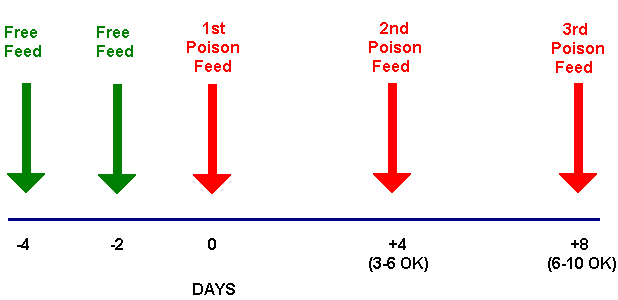 Free
Feed
Free
Feed
1st
Poison
Feed
2nd
Poison
Feed
3rd
Poison
Feed
-4
-2
0
+4
(3-6 OK)
+8
(6-10 OK)
DAYS